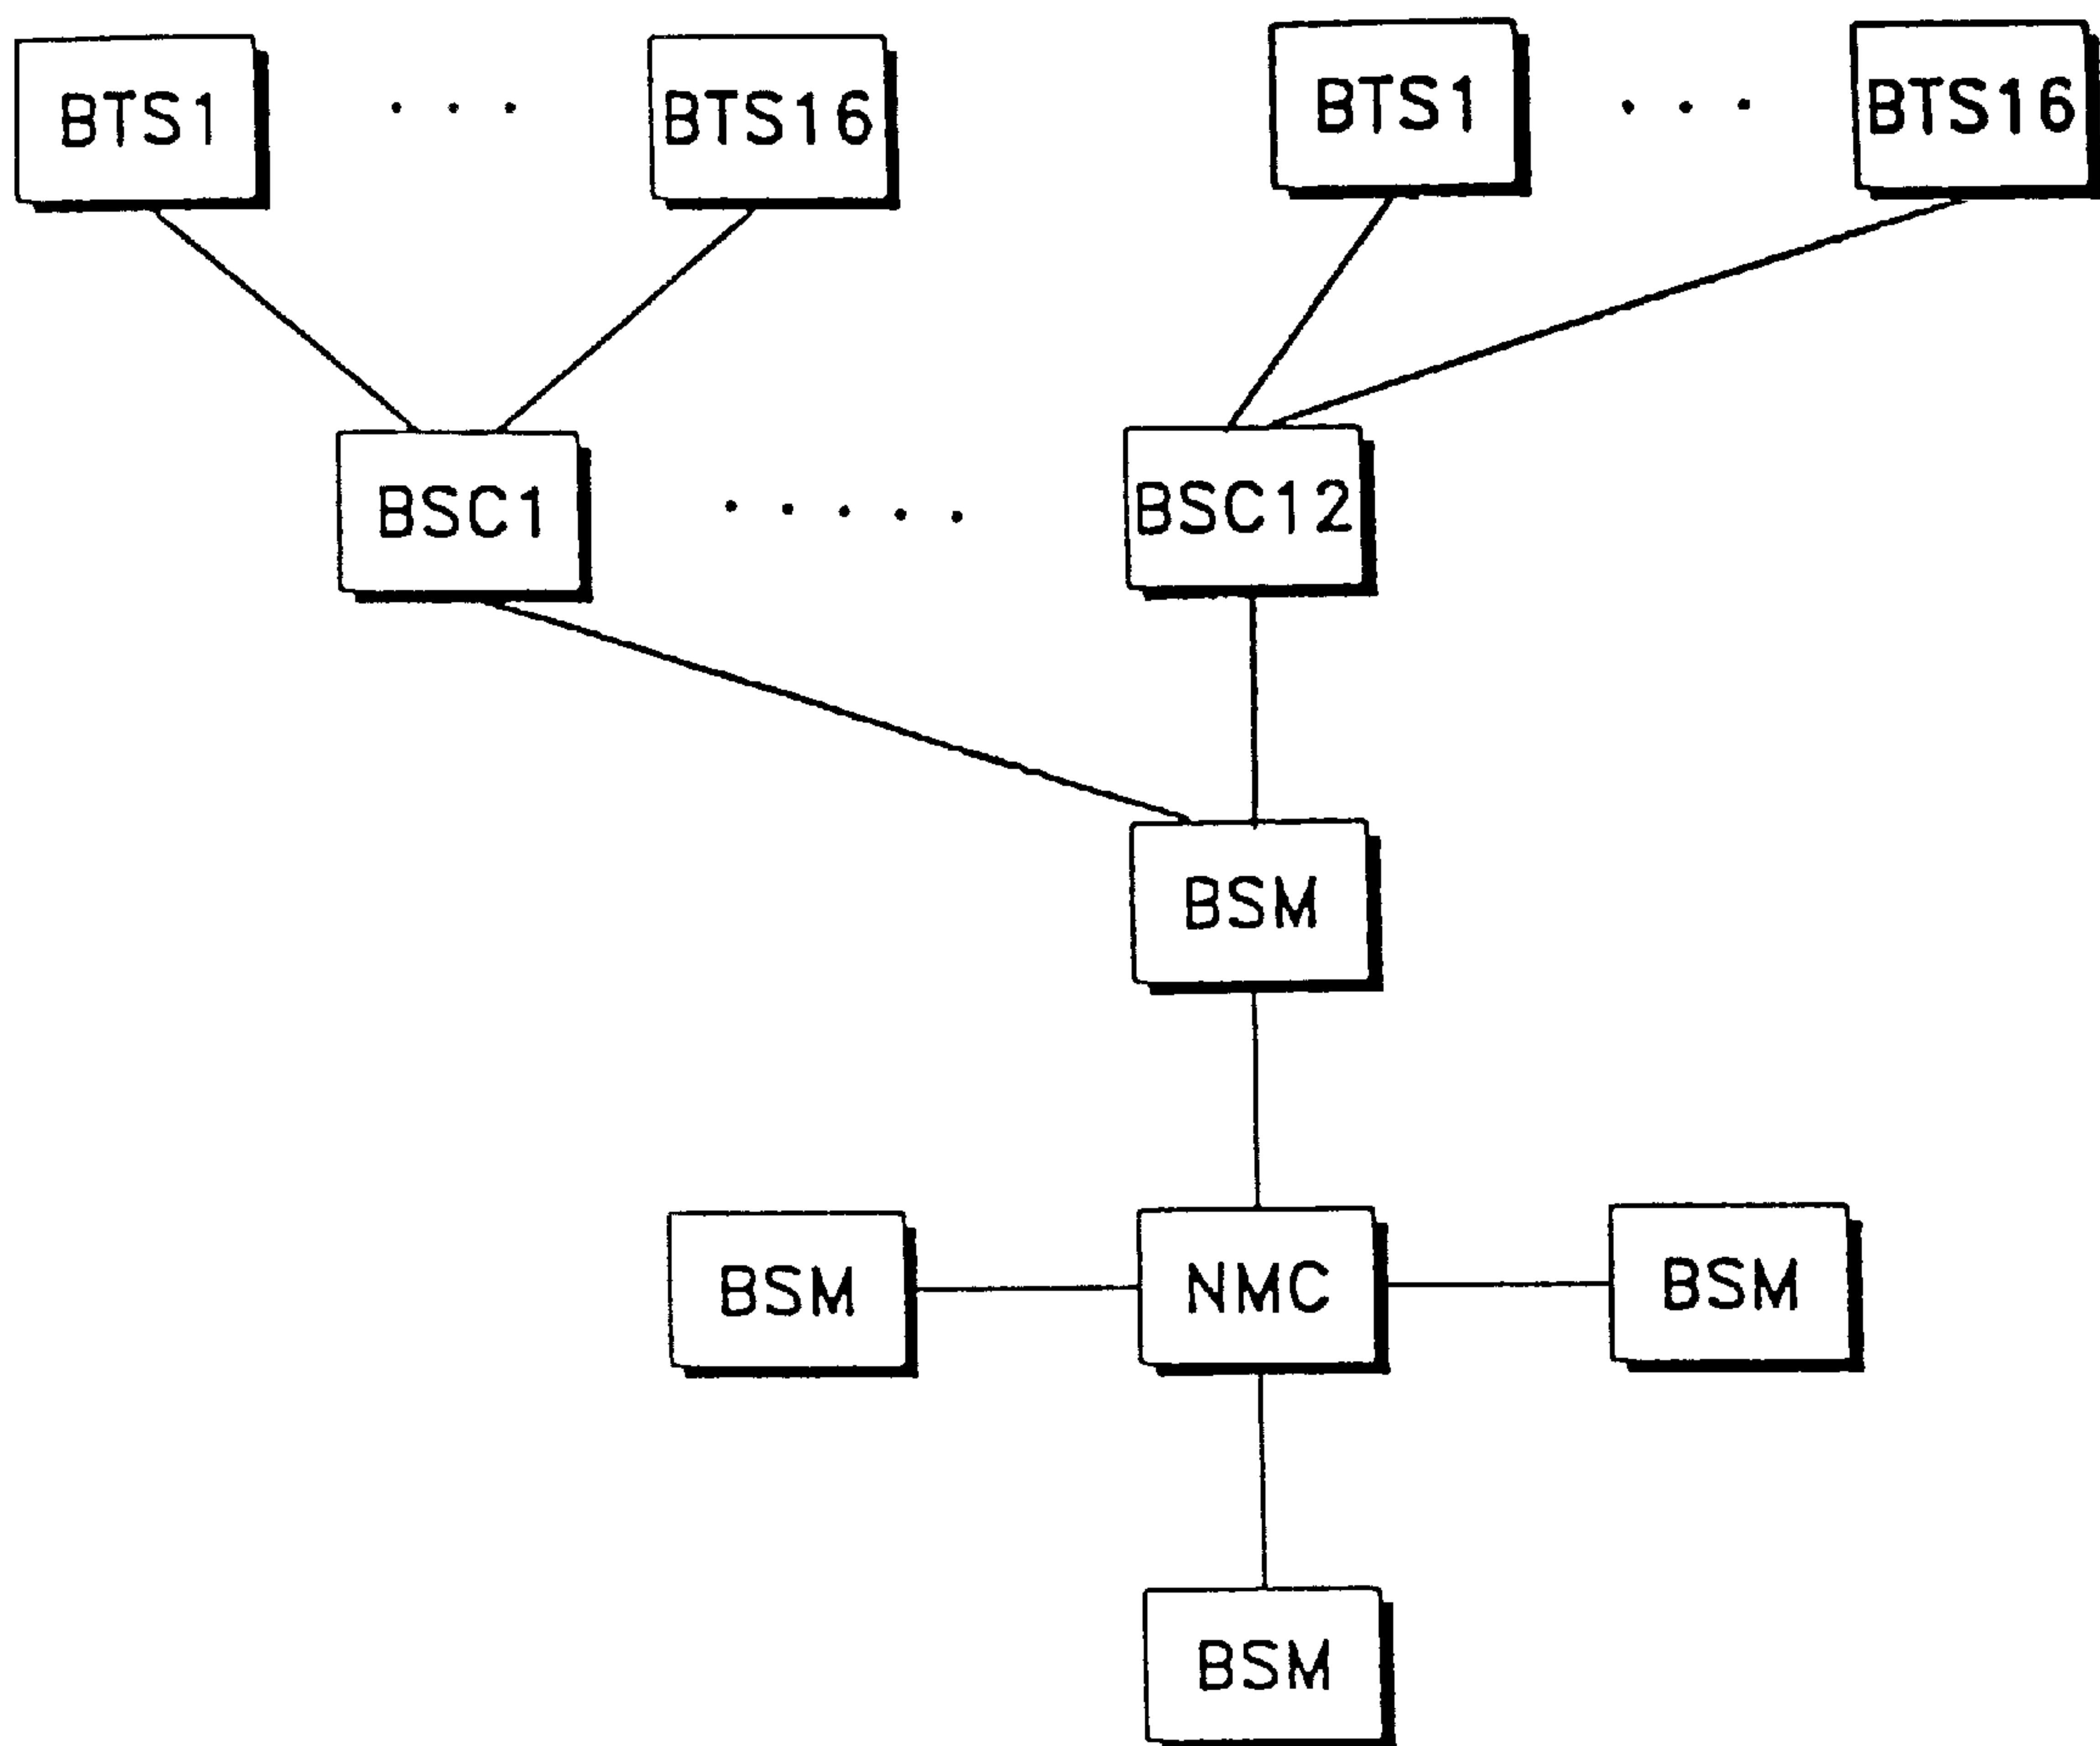 BTS1 . . . BTS16 BTS1 . . . BTS16
BSC1 . . . . . BSC12
BSM
BSM NMC BSM
BSM